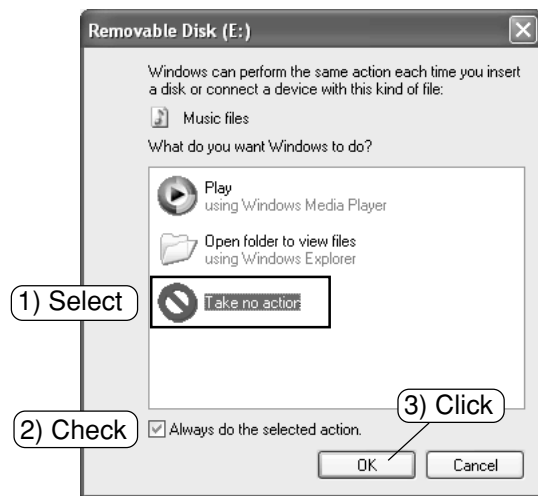 Removable Disk (E:)
Windows can perform the same action each time you insert
a disk or connect a device with this kind of file:
Music files
What do you want Windows to do?
Play
using Windows Media Player
Open folder to view files
using Windows Explorer
1) Select
Take no action
3) Click
2) Check
Always do the selected action.
OK
Cancel